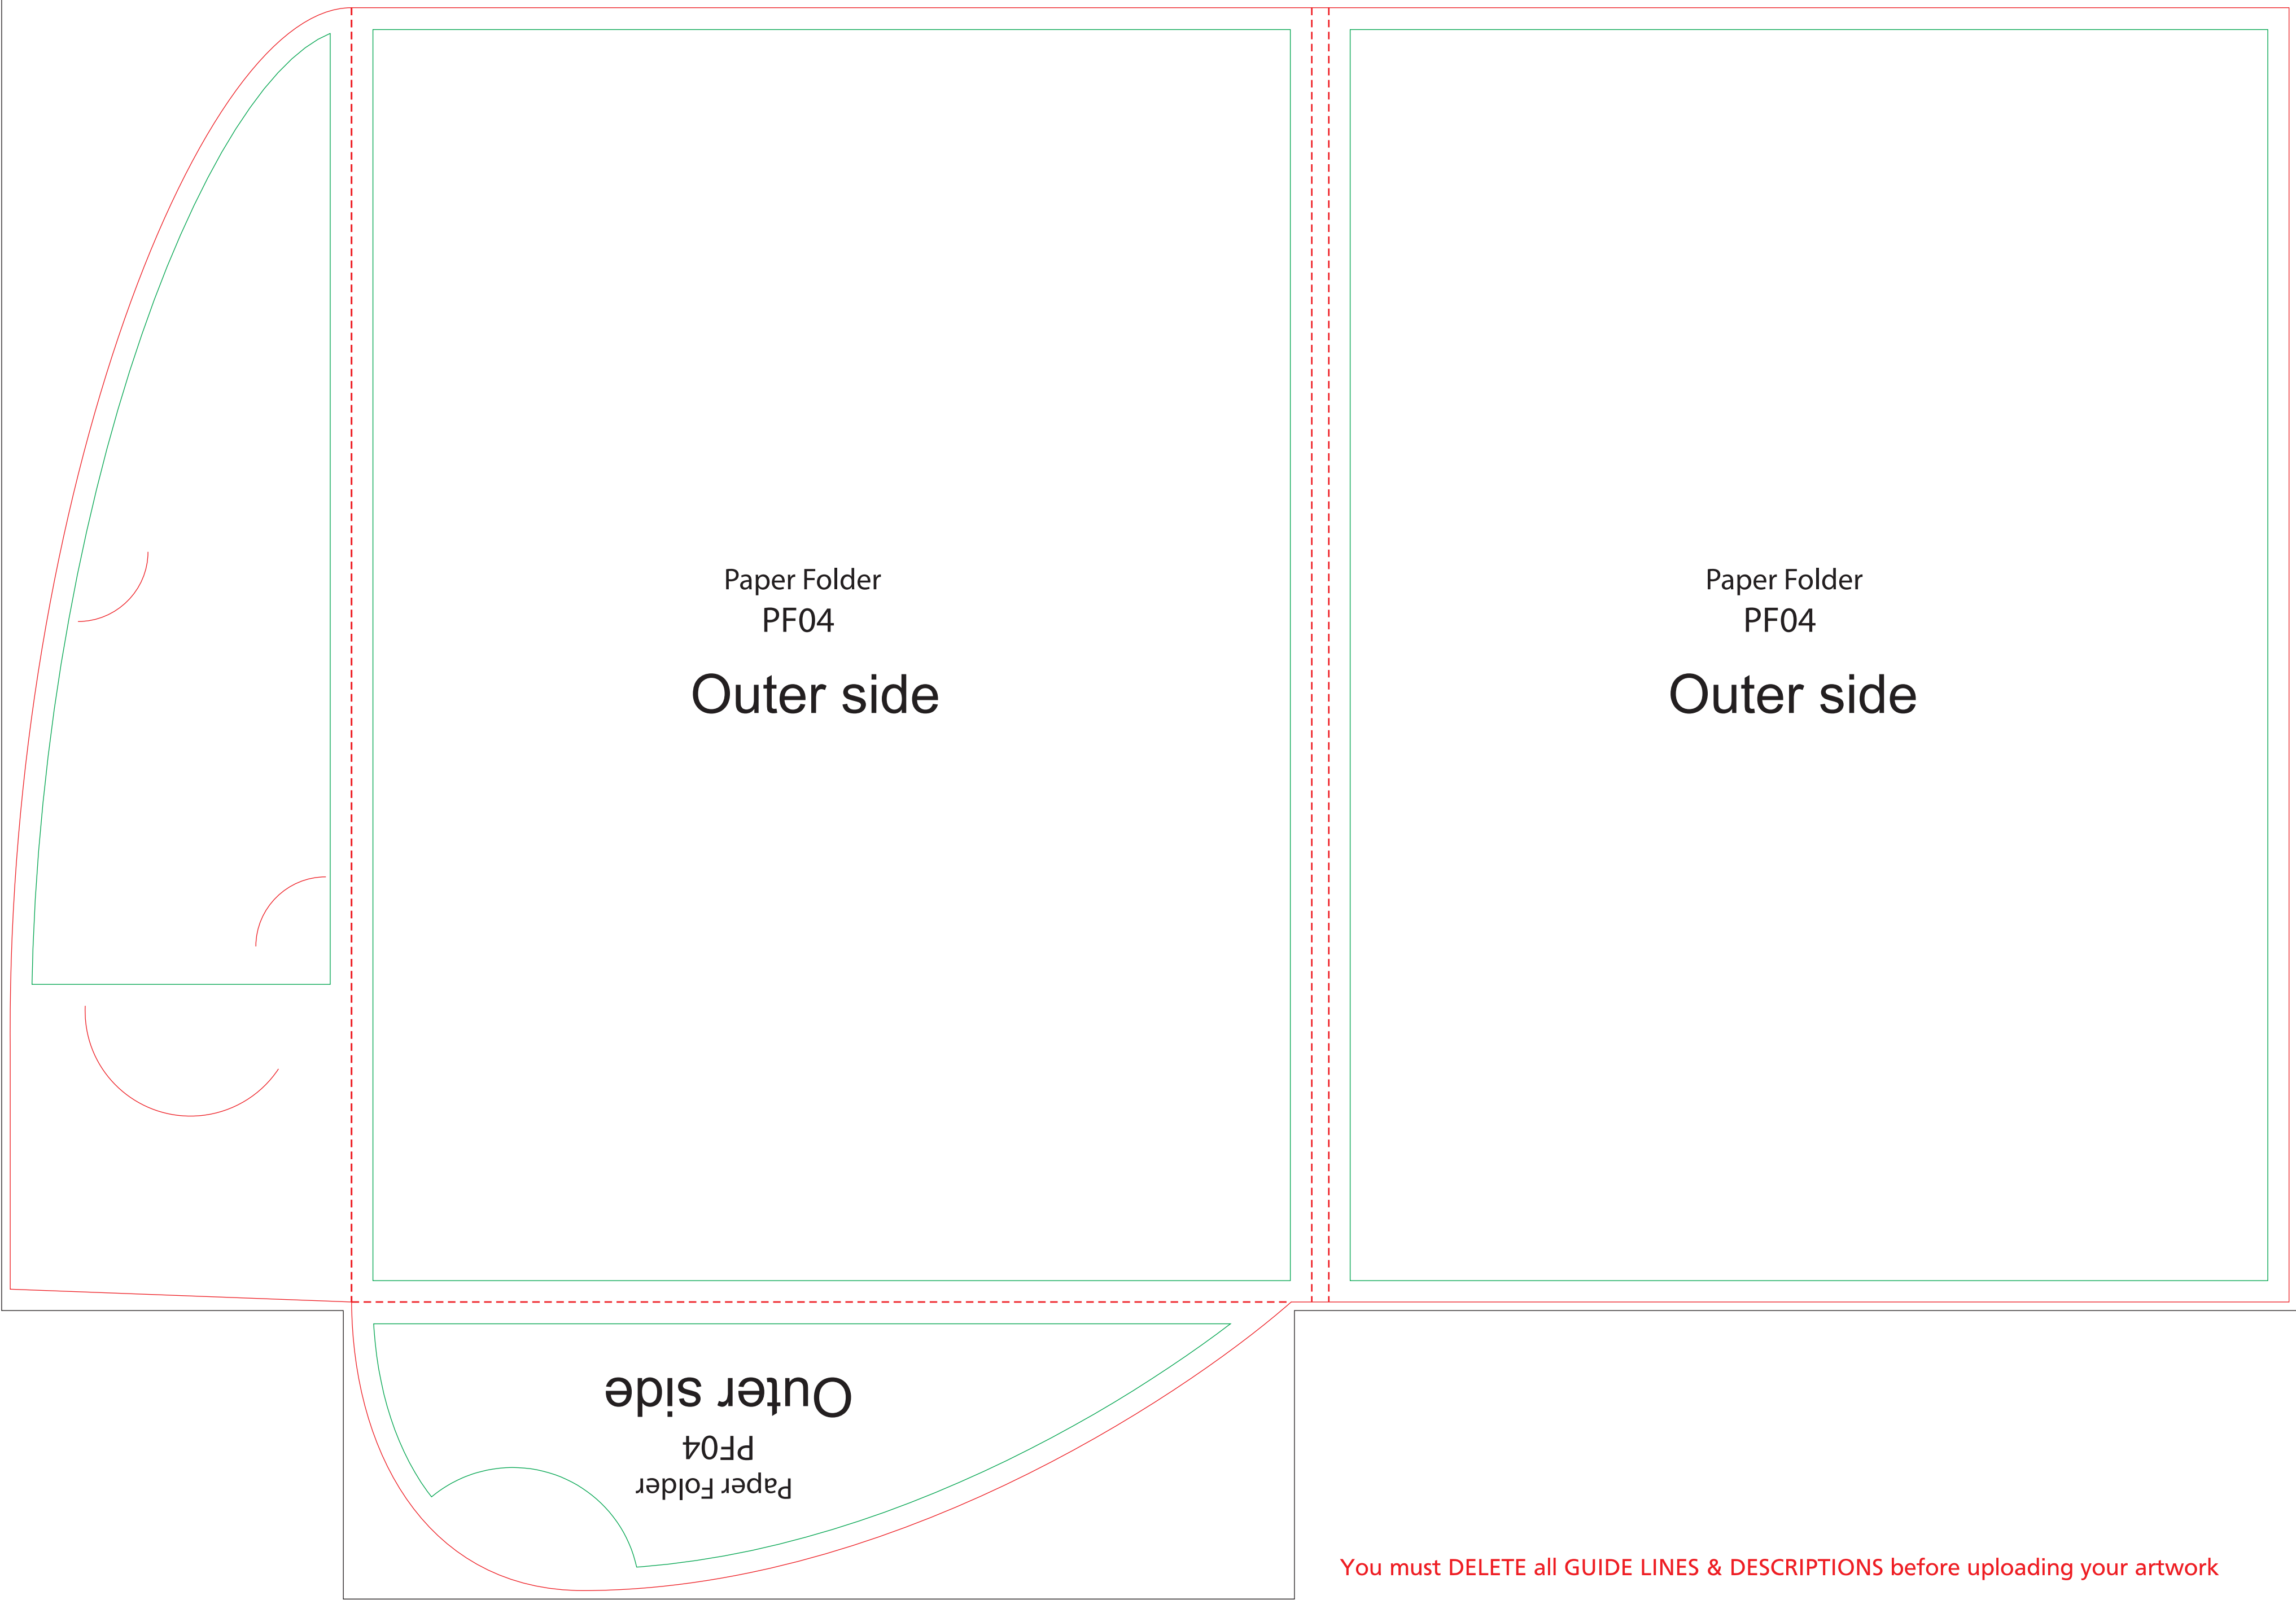 Paper Folder
PF04
Outer side
Paper Folder
PF04
Outer side
Paper Folder
PF04
Outer side
You must DELETE all GUIDE LINES & DESCRIPTIONS before uploading your artwork